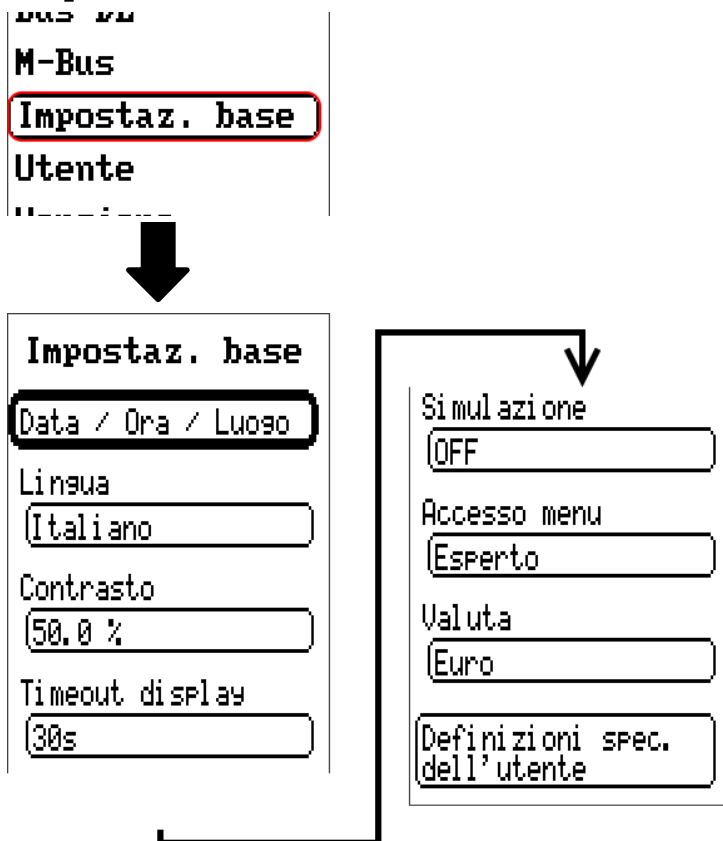 M-Bus
Impostaz. base
Utente
Impostaz. base
Data / Ora / Luogo
Lingua
Italiano
Contrasto
50.0 %
Timeout display
30s
Simulazione
OFF
Accesso menu
Esperto
Valuta
Euro
Definizioni spec.
dell'utente